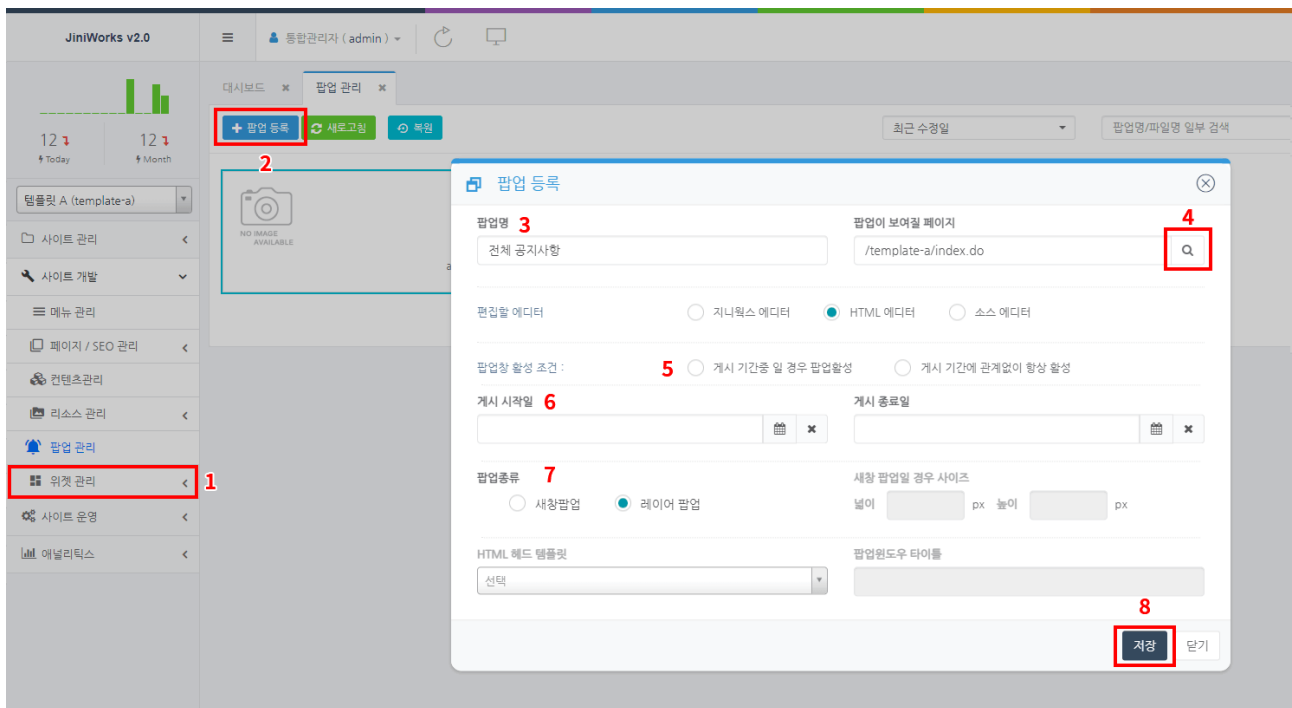 JiniWorks v2.0
통합관리자 ( admin )
대시보드 팝업 관리
팝업 등록 새로고침 복원
최근 수정일 팝업명/파일명 일부 검색
2
12 12
Today Month
템플릿 A (template-a)
사이트 관리
사이트 개발
메뉴 관리
페이지 / SEO 관리
컨텐츠관리
리소스 관리
팝업 관리
위젯 관리
1
사이트 운영
애널리틱스
NO IMAGE
AVAILABLE
a
팝업 등록
팝업명 3 팝업이 보여질 페이지 4
전체 공지사항 /template-a/index.do
편집할 에디터 지니웍스 에디터 HTML 에디터 소스 에디터
팝업창 활성 조건 : 5 게시 기간중 일 경우 팝업활성 게시 기간에 관계없이 항상 활성
게시 시작일 6 게시 종료일
팝업종류 7 새창 팝업일 경우 사이즈
새창팝업 레이어 팝업 넓이 px 높이 px
HTML 헤드 템플릿 팝업윈도우 타이틀
선택
8
저장 닫기